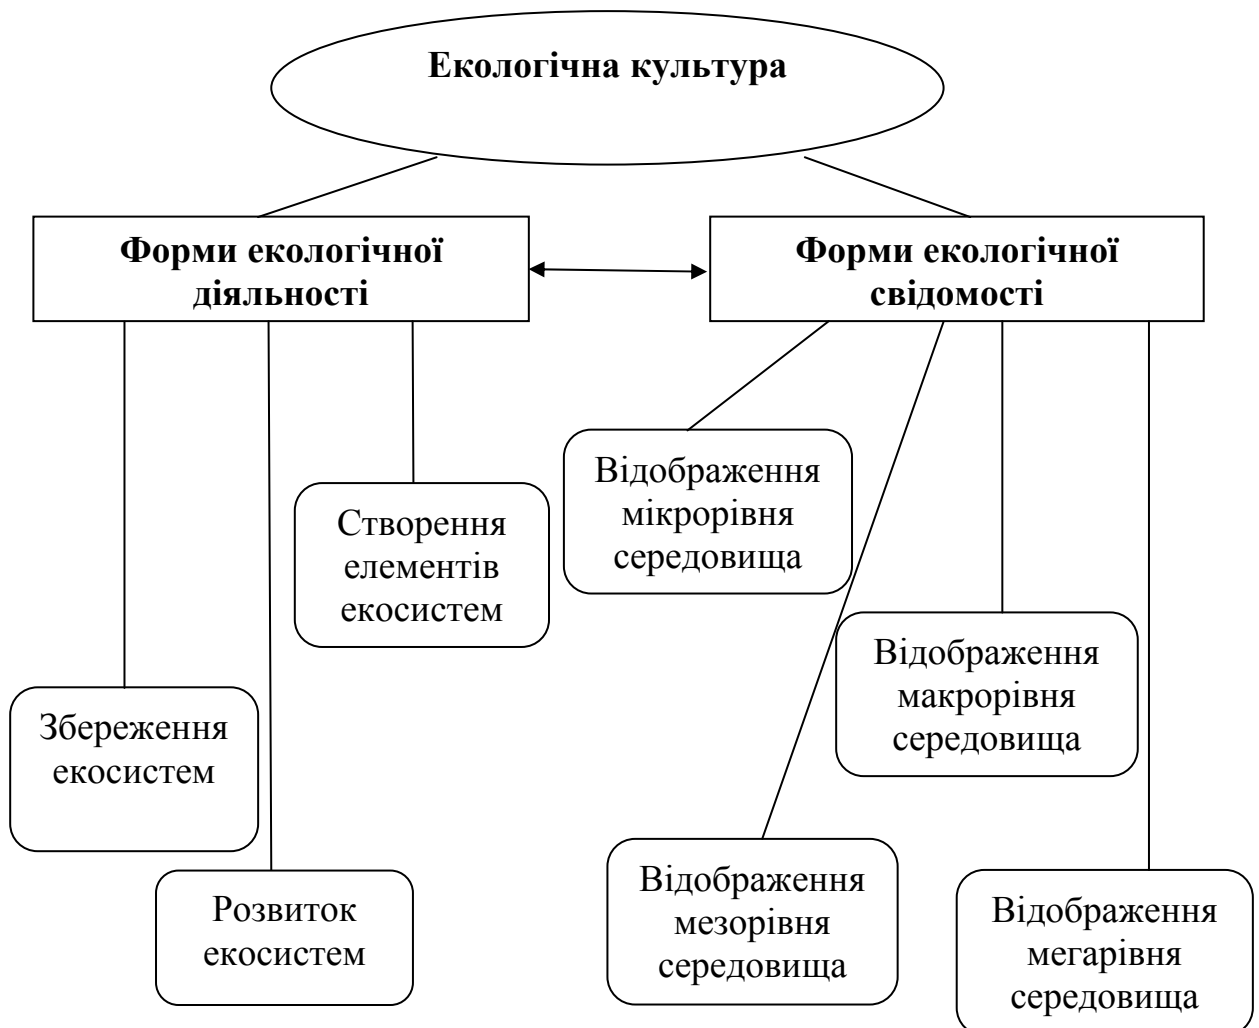 Екологічна культура
Форми екологічної
діяльності
Форми екологічної
свідомості
Відображення
мікрорівня
середовища
Створення
елементів
екосистем
Відображення
макрорівня
середовища
Збереження
екосистем
Відображення
мезорівня
середовища
Розвиток
екосистем
Відображення
мегарівня
середовища